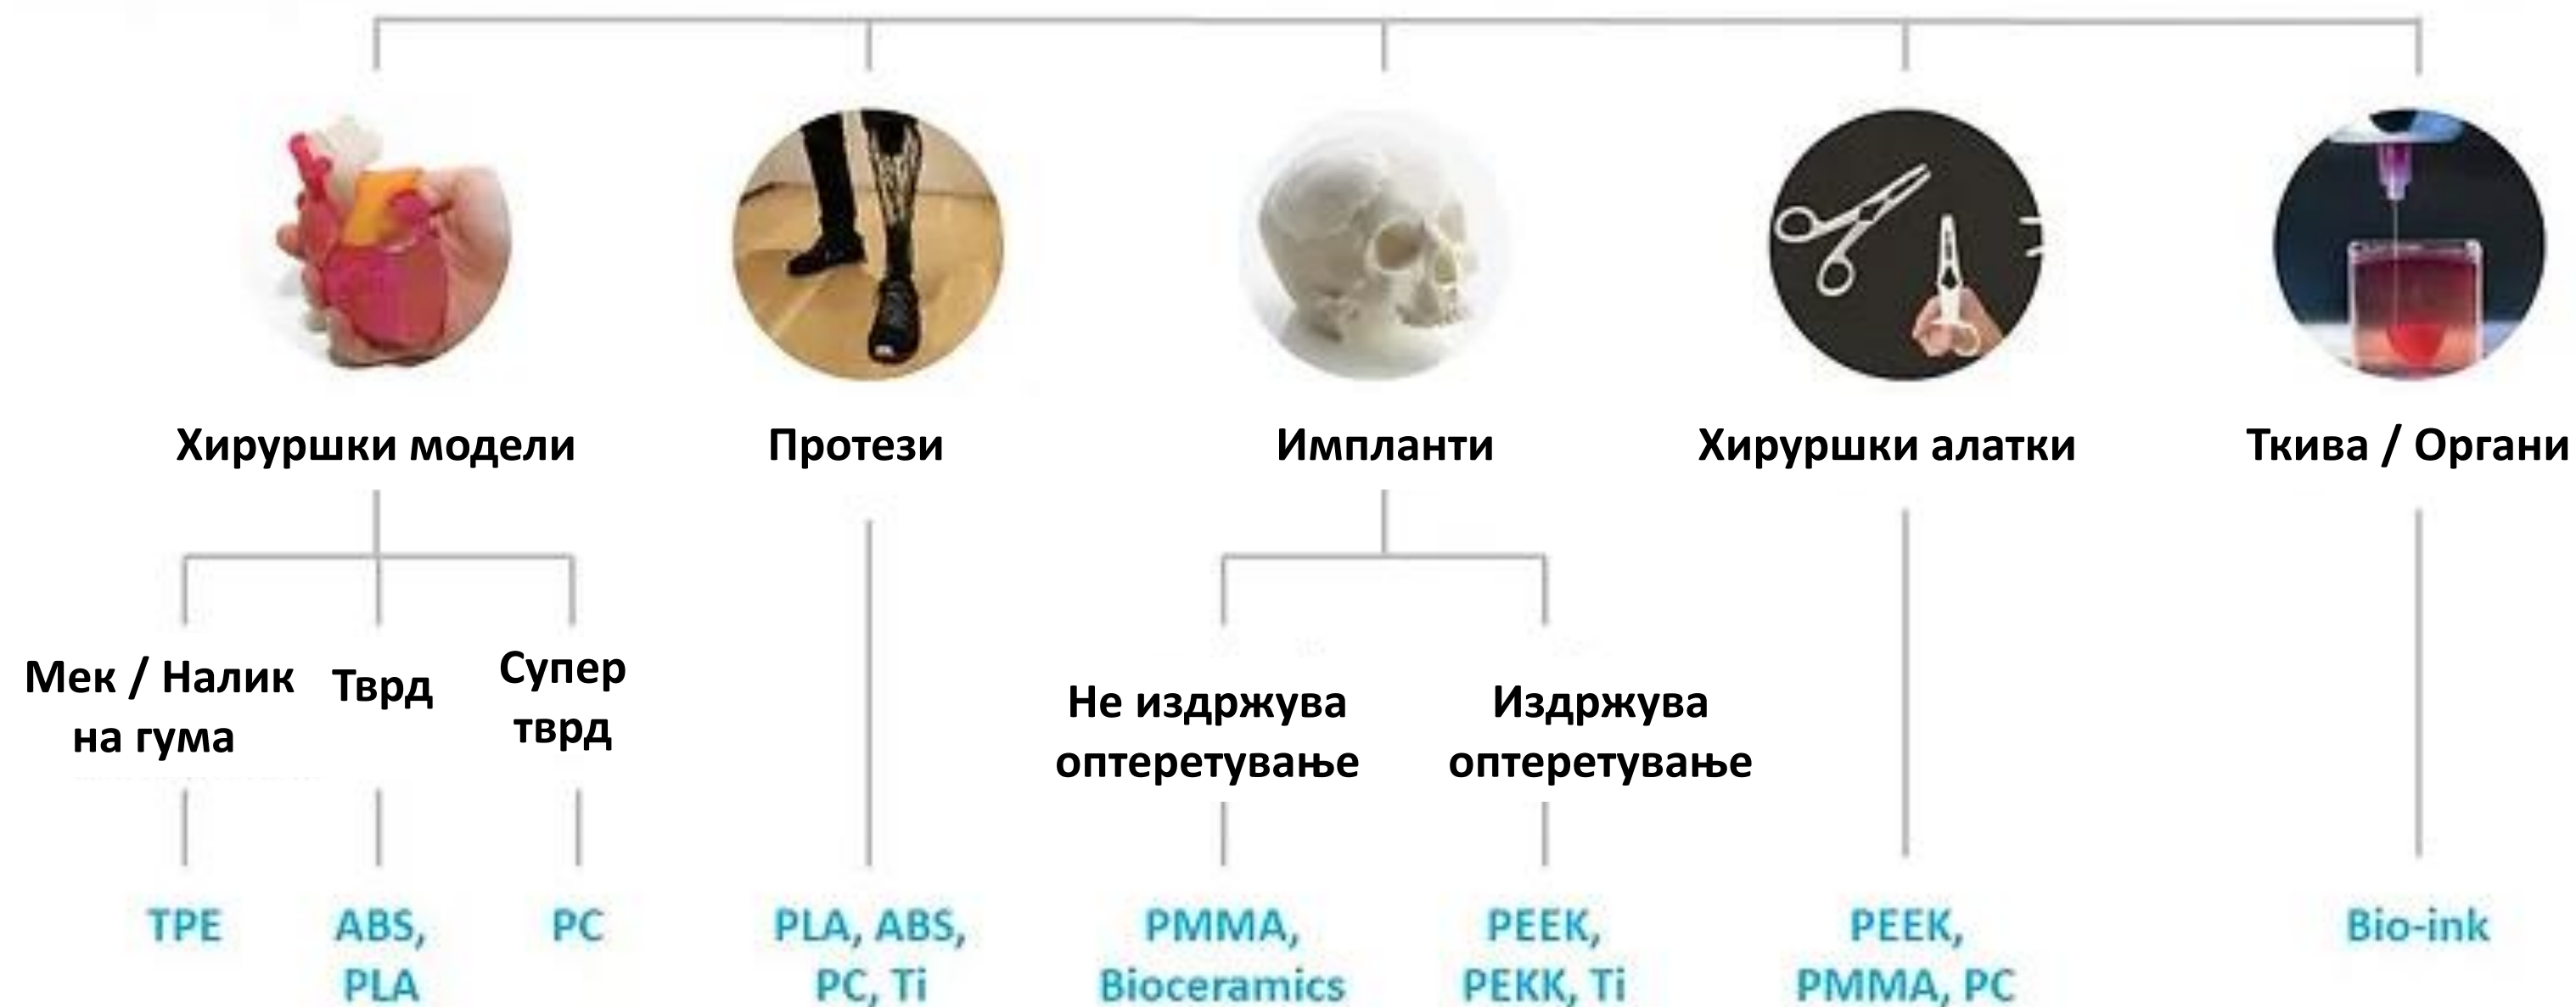 Хируршки модели
Протези
Импланти
Хируршки алатки
Ткива / Органи
Мек / Налик
на гума
Тврд
Супер
тврд
Не издржува
оптеретување
Издржува
оптеретување
TPE
ABS,
PLA
PC
PLA, ABS,
PC, Ti
PMMA,
Bioceramics
PEEK,
PEKK, Ti
PEEK,
PMMA, PC
Bio-ink